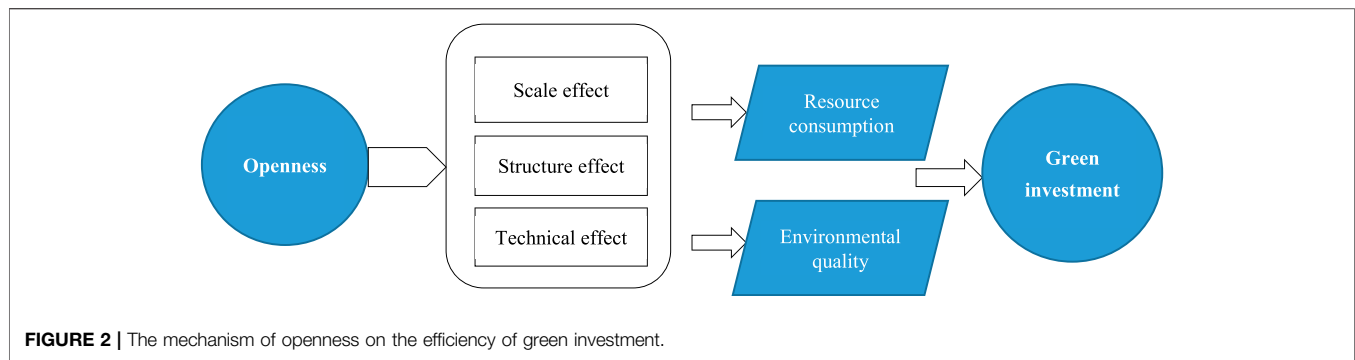 Openness
Scale effect
Structure effect
Technical effect
Resource
consumption
Environmental
quality
Green
investment
FIGURE 2 | The mechanism of openness on the efficiency of green investment.